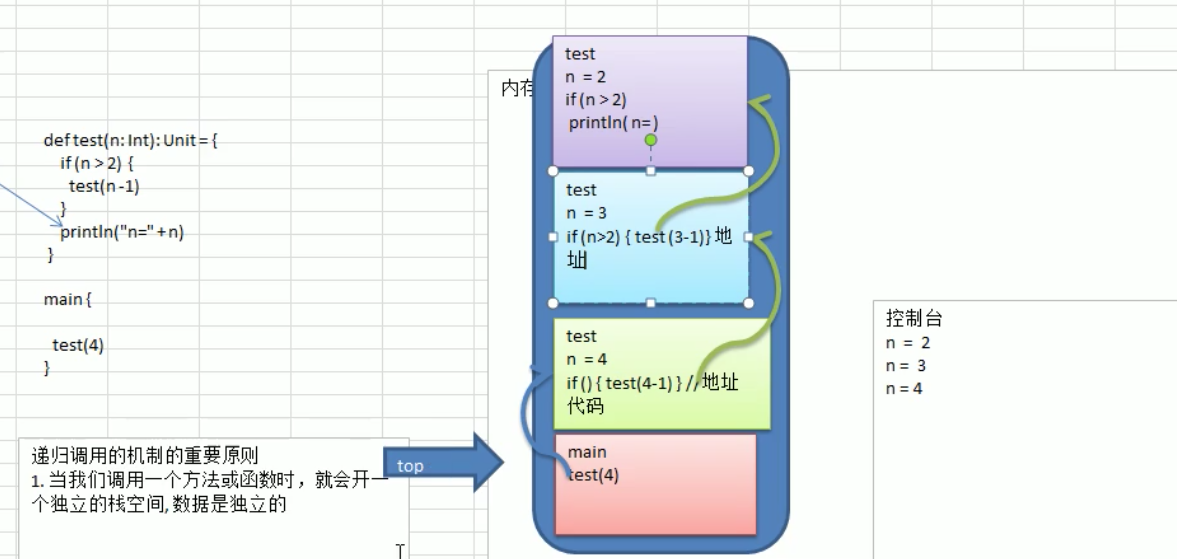 def test(n: Int): Unit = {
if (n > 2) {
test(n -1)
}
println("n=" + n)
}
main {
test(4)
}
递归调用的机制的重要原则
1. 当我们调用一个方法或函数时，就会开一
个独立的栈空间,数据是独立的
top
内存
test
n = 2
if (n > 2)
println( n=)
test
n = 3
if (n>2) { test (3-1)} 地
址
test
n = 4
if () { test(4-1) } //地址
代码
main
test(4)
控制台
n = 2
n = 3
n = 4